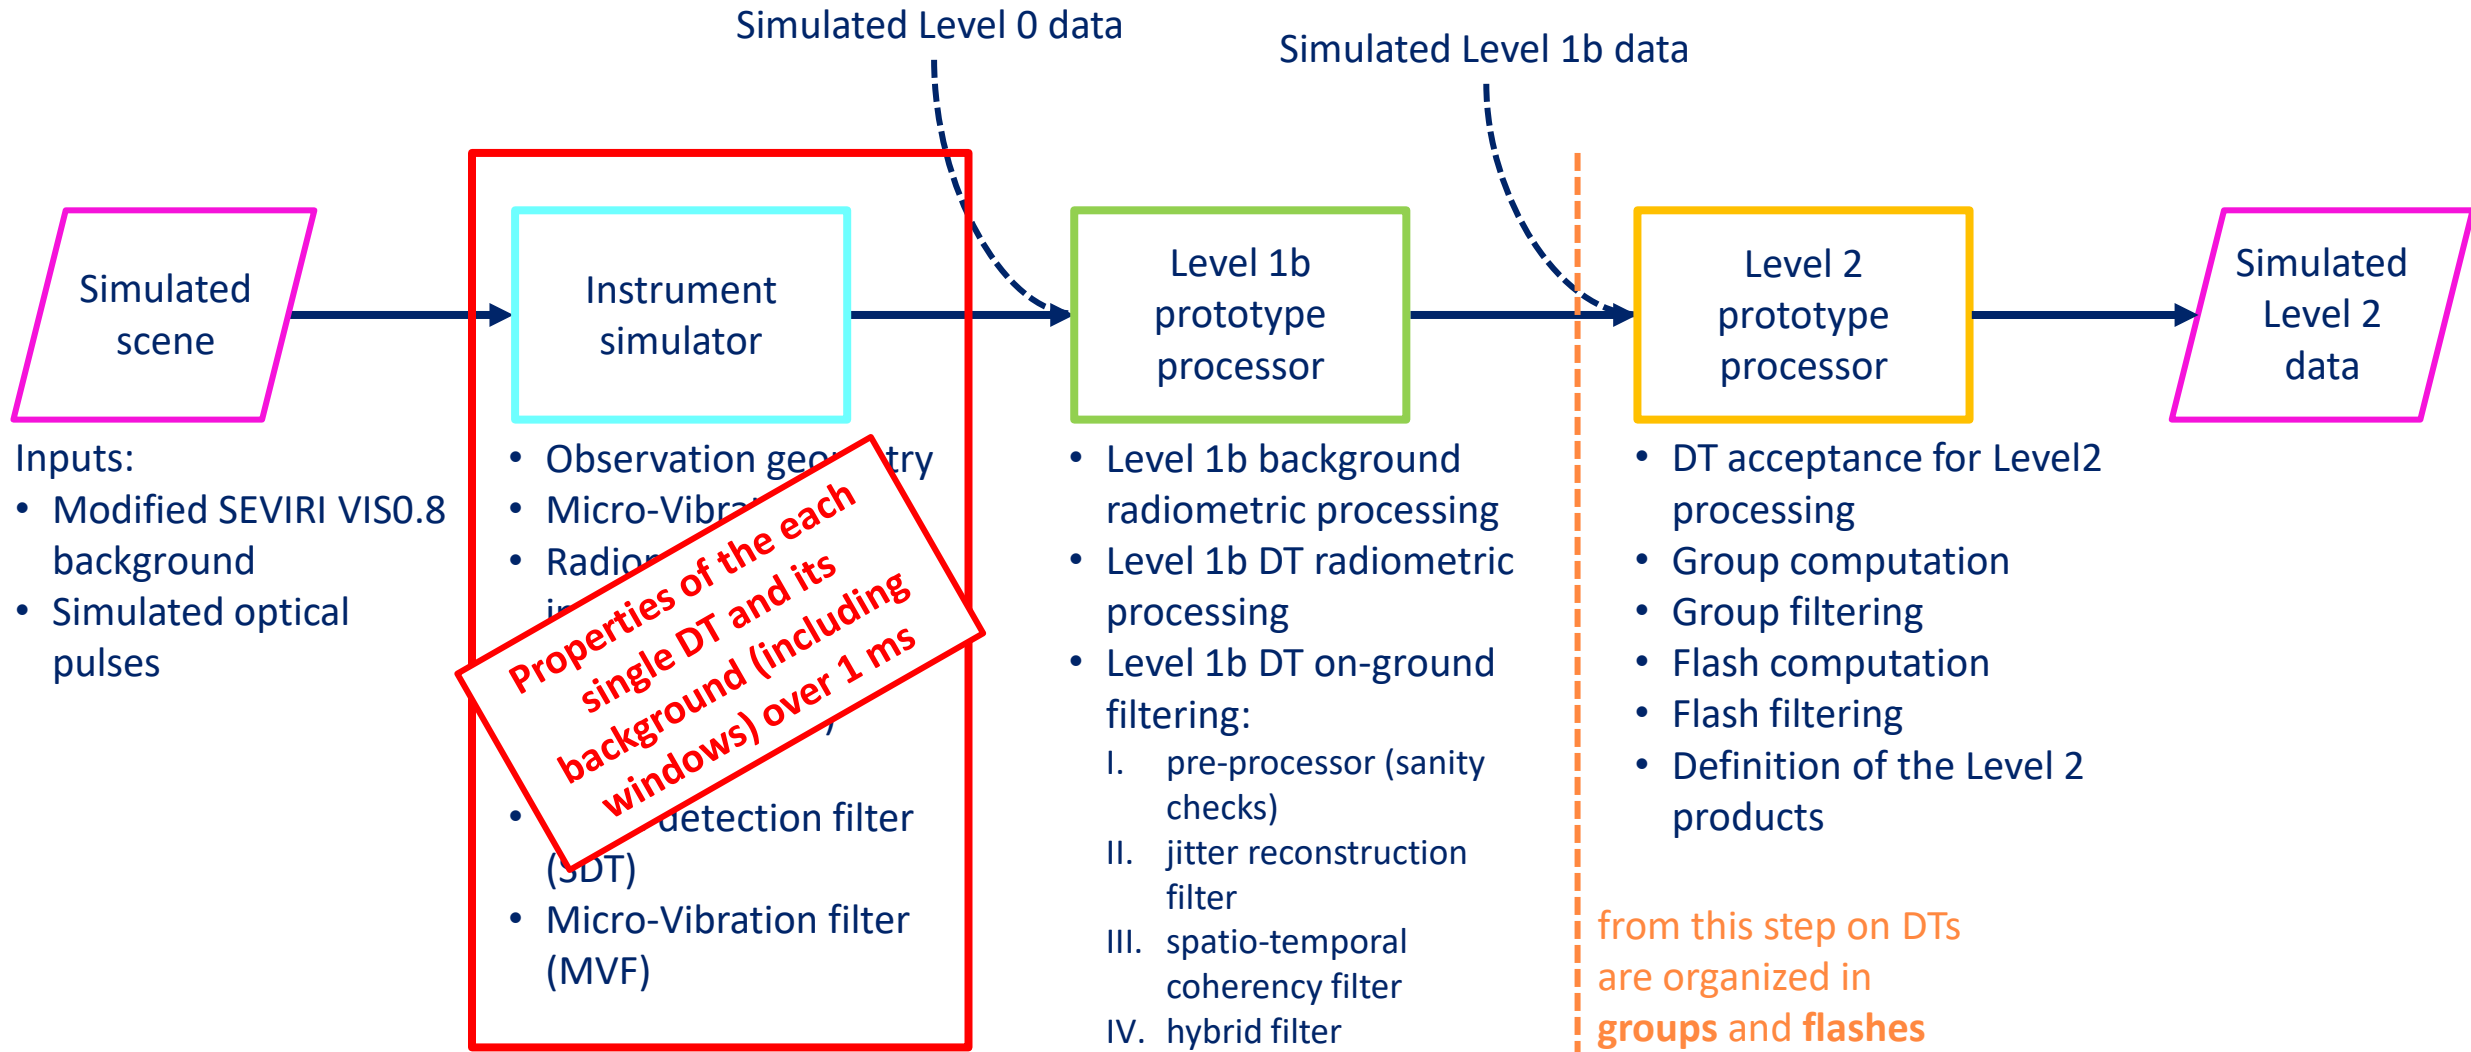 Simulated Level 0 data
Simulated Level 1b data
Simulated
scene
Instrument
simulator
Level 1b
prototype
processor
Level 2
prototype
processor
Simulated
Level 2
data
Inputs:
• Modified SEVIRI VIS0.8
background
• Simulated optical
pulses
• Observation
• Micro-Vibra
•
•
detection filter
(SDT)
• Micro-Vibration filter
(MVF)
Properties of the each
single DT and its
background (including
windows) over 1 ms
• Level 1b background
radiometric processing
• Level 1b DT radiometric
processing
• Level 1b DT on-ground
filtering:
I. pre-processor (sanity
checks)
II. jitter reconstruction
filter
III. spatio-temporal
coherency filter
IV. hybrid filter
• DT acceptance for Level2
processing
• Group computation
• Group filtering
• Flash computation
• Flash filtering
• Definition of the Level 2
products
from this step on DTs
are organized in
groups and flashes